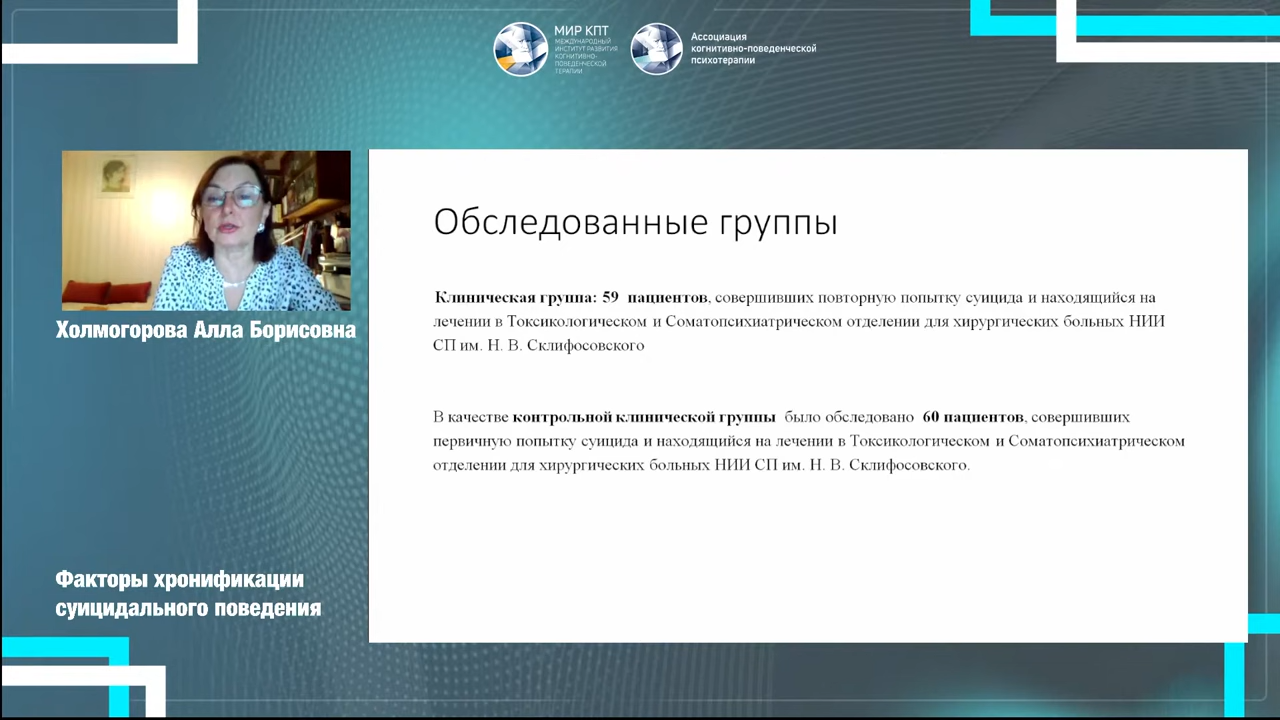 МИР КПТ
МЕЖДУНАРОДНЫЙ
ИНСТИТУТ РАЗВИТИЯ
КОГНИТИВНО-
ПОВЕДЕНЧЕСКОЙ
ТЕРАПИИ
Ассоциация
когнитивно-поведенческой
психотерапии
Обследованные группы
Клиническая группа: 59 пациентов, совершивших повторную попытку суицида и находящийся на
лечении в Токсикологическом и Соматопсихиатрическом отделении для хирургических больных НИИ
СП им. Н. В. Склифосовского
В качестве контрольной клинической группы было обследовано 60 пациентов, совершивших
первичную попытку суицида и находящийся на лечении в Токсикологическом и Соматопсихиатрическом
отделении для хирургических больных НИИ СП им. Н. В. Склифосовского.
Холмогорова Алла Борисовна
Факторы хронификации
суицидального поведения